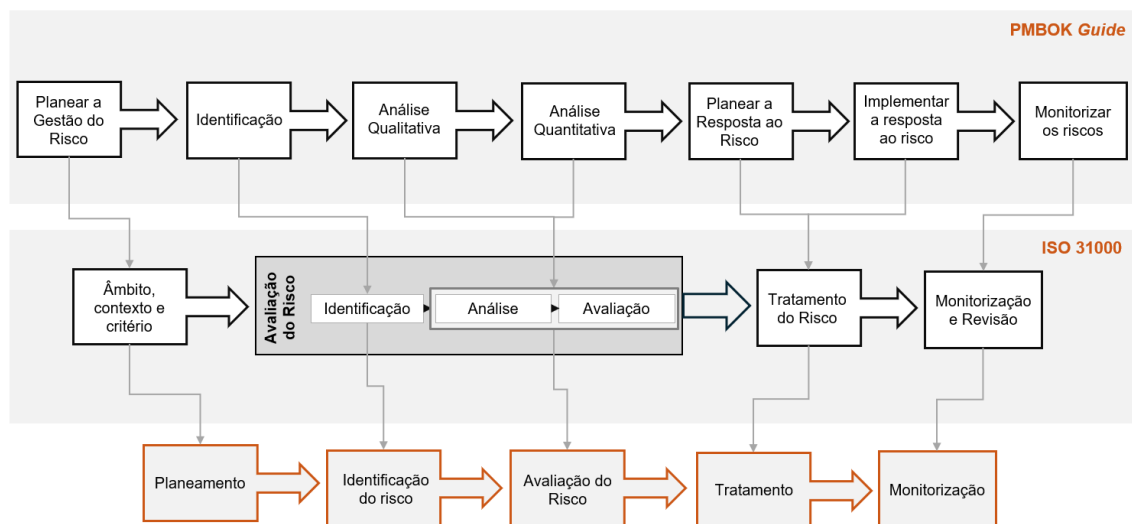 PMBOK Guide
Planear a
Gestão do
Risco
Identificação
Análise
Qualitativa
Análise
Quantitativa
Planear a
Resposta ao
Risco
Implementar
a resposta
ao risco
Monitorizar
os riscos
ISO 31000
Âmbito,
contexto e
critério
Avaliação
do Risco
Identificação
Análise
Avaliação
Tratamento
do Risco
Monitorização
e Revisão
Planeamento
Identificação
do risco
Avaliação do
Risco
Tratamento
Monitorização